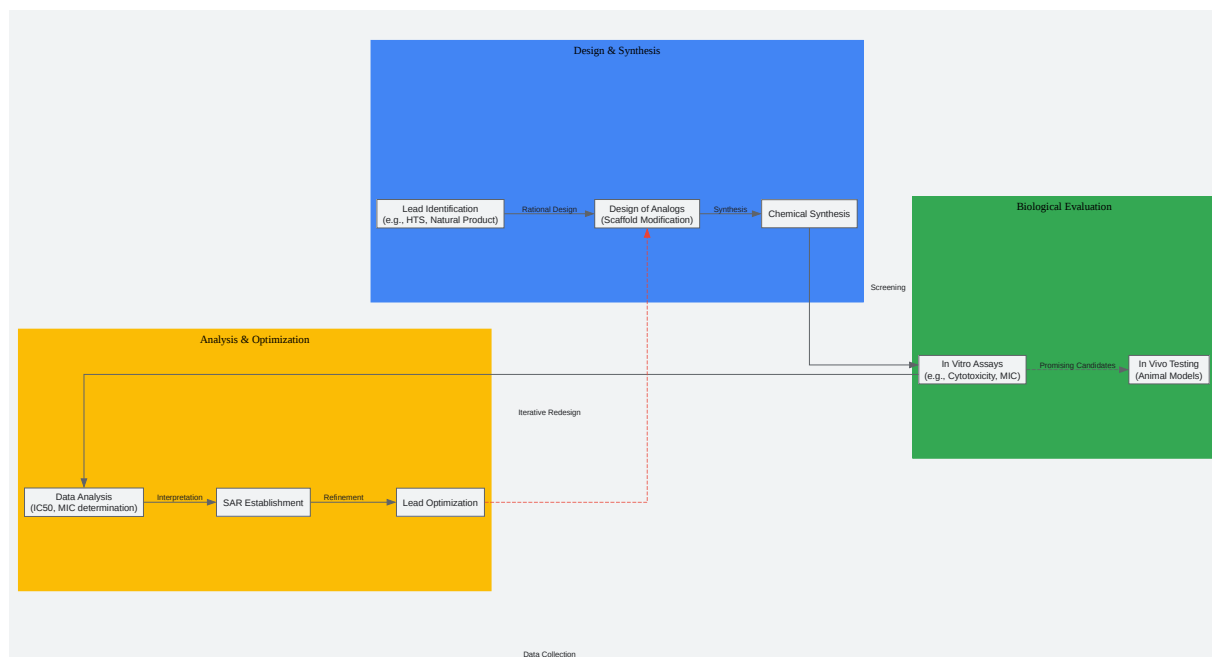 Design & Synthesis
Lead Identification
(e.g., HTS, Natural Product)
Rational Design
Design of Analogs
(Scaffold Modification)
Synthesis
Chemical Synthesis
Biological Evaluation
Screening
In Vitro Assays
(e.g., Cytotoxicity, MIC)
Promising Candidates
In Vivo Testing
(Animal Models)
Analysis & Optimization
Iterative Redesign
Data Analysis
(IC50, MIC determination)
Interpretation
SAR Establishment
Refinement
Lead Optimization
Data Collection